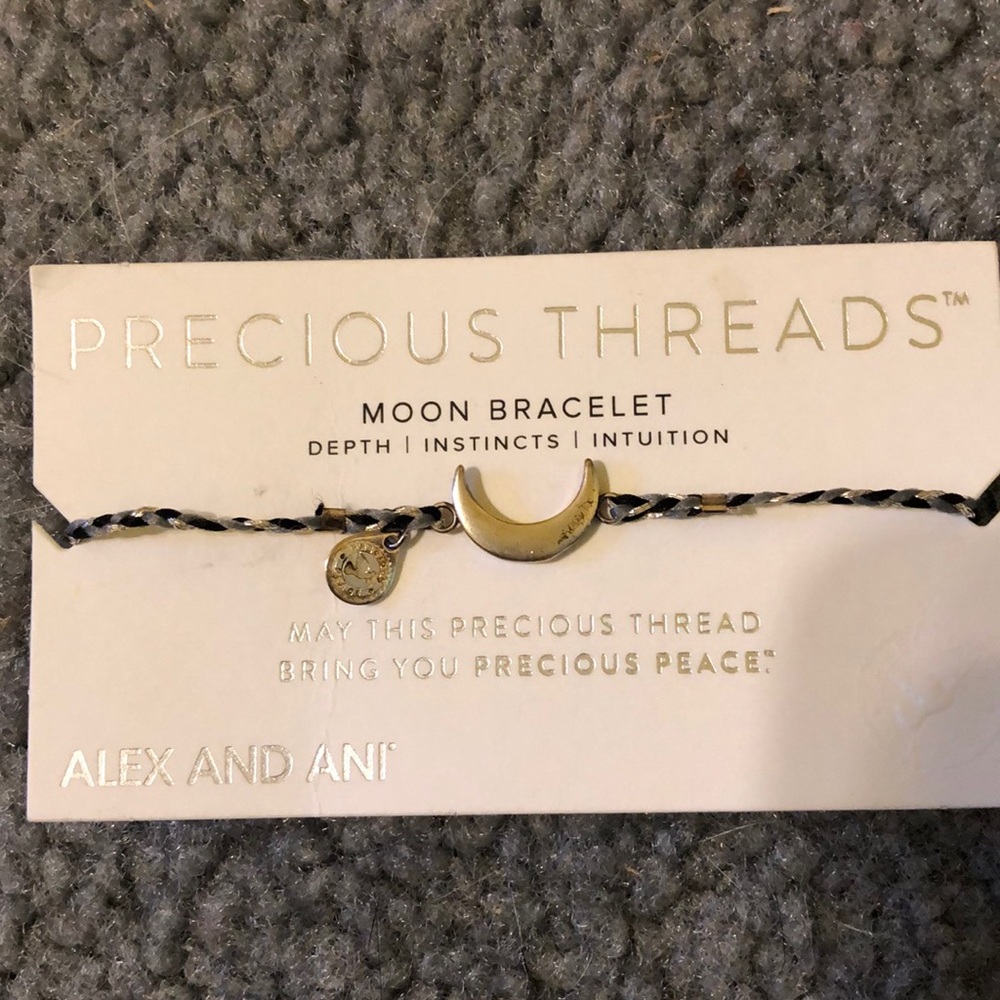 PRECIOUS THREADS™
MOON BRACELET
DEPTH | INSTINCTS | INTUITION
MAY THIS PRECIOUS THREAD
BRING YOU PRECIOUS PEACE.™
ALEX AND ANI®